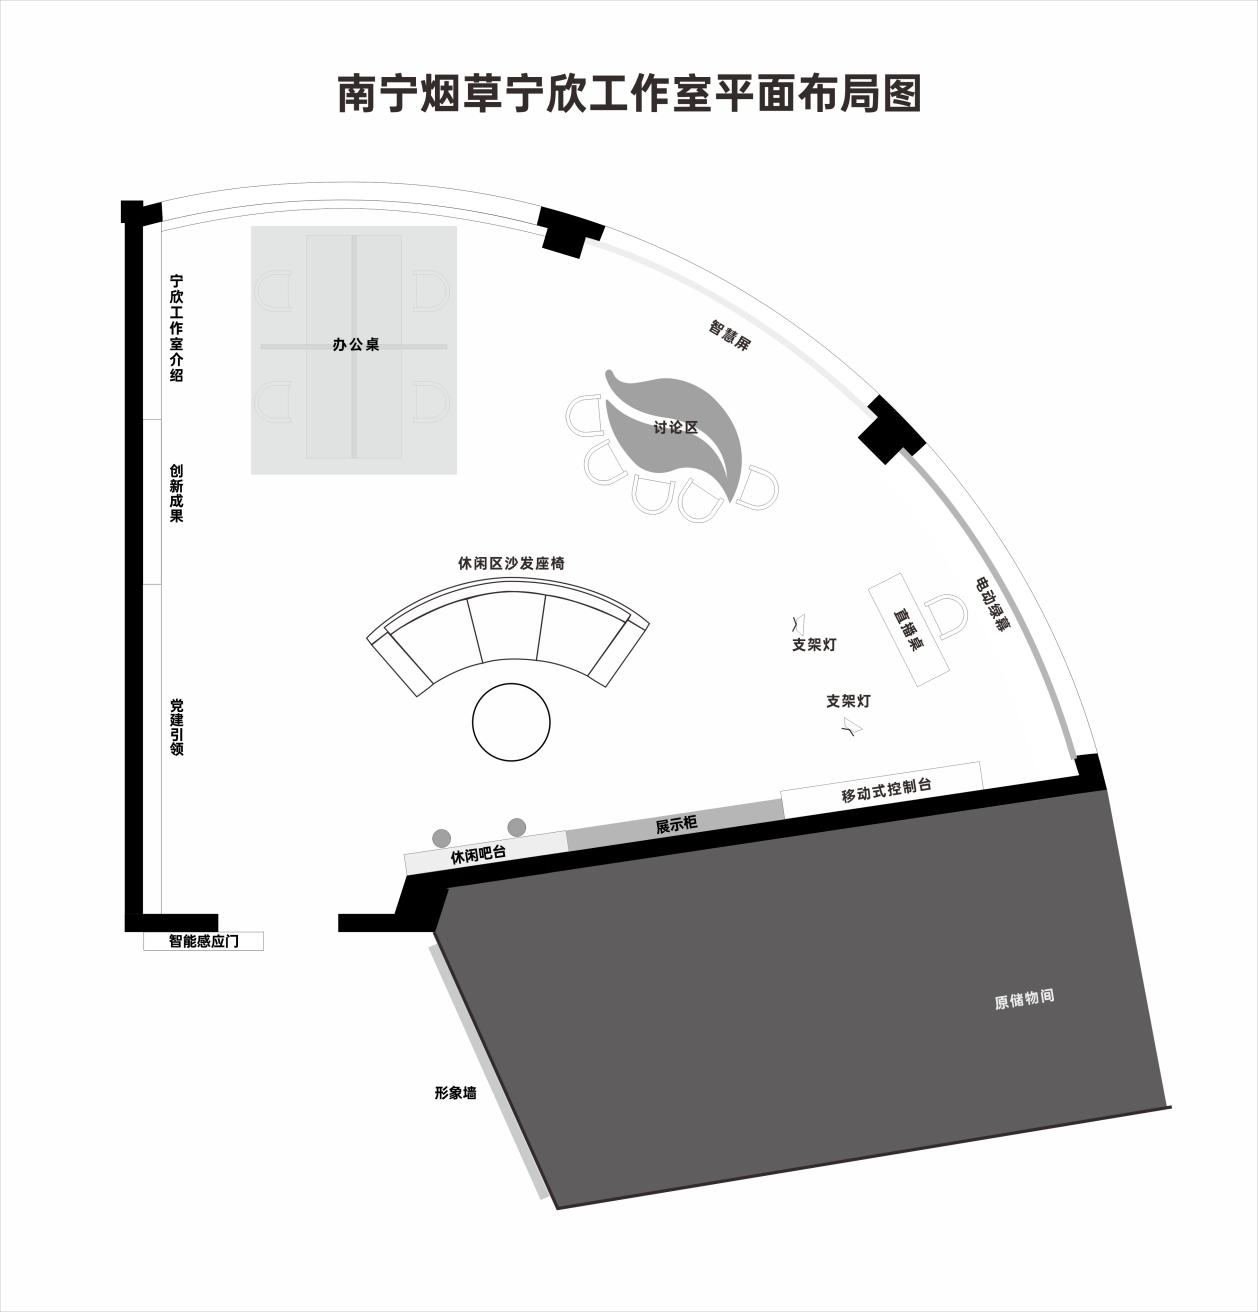 南宁烟草宁欣工作室平面布局图
宁欣工作室介绍
办公桌
智慧屏
讨论区
创新成果
休闲区沙发座椅
电动绿幕
直播桌
支架灯
支架灯
党建引领
移动式控制台
展示柜
休闲吧台
智能感应门
原储物间
形象墙